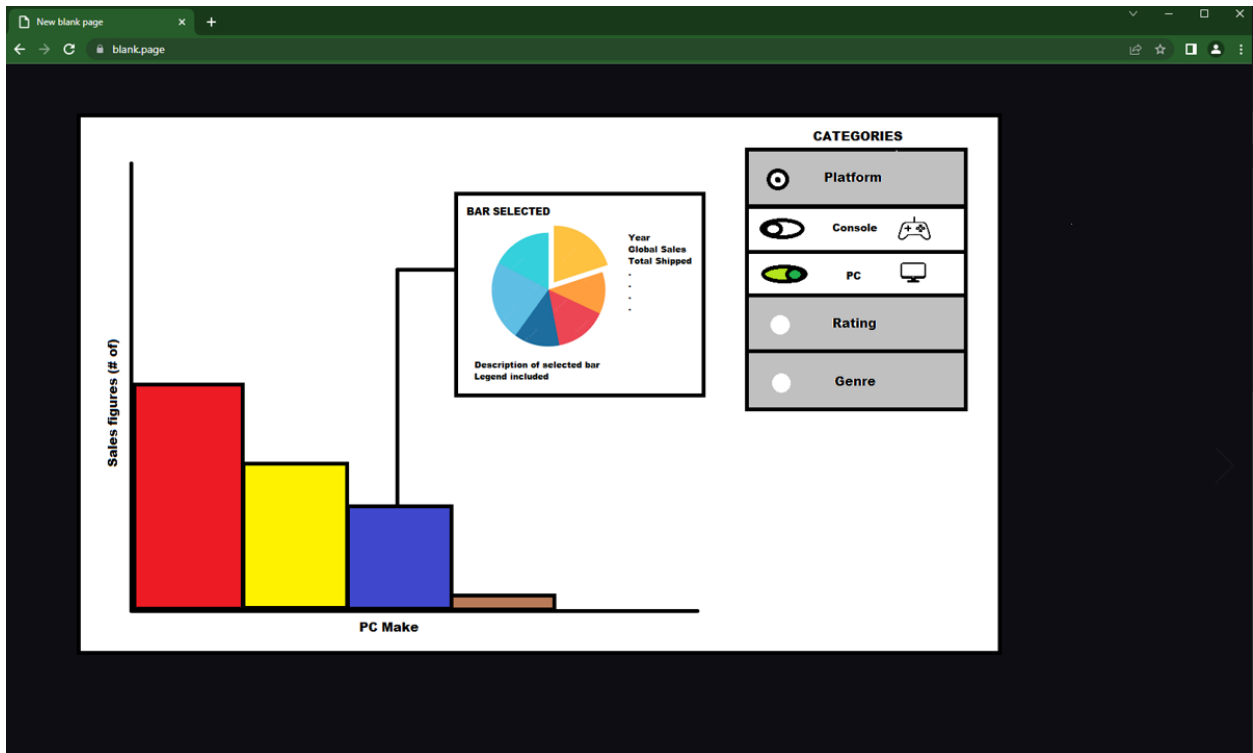 New blank page
blank.page
CATEGORIES
Platform
Console
PC
Rating
Genre
BAR SELECTED
Year
Global Sales
Total Shipped
.
.
.
.
Description of selected bar
Legend included
Sales figures (# of)
PC Make